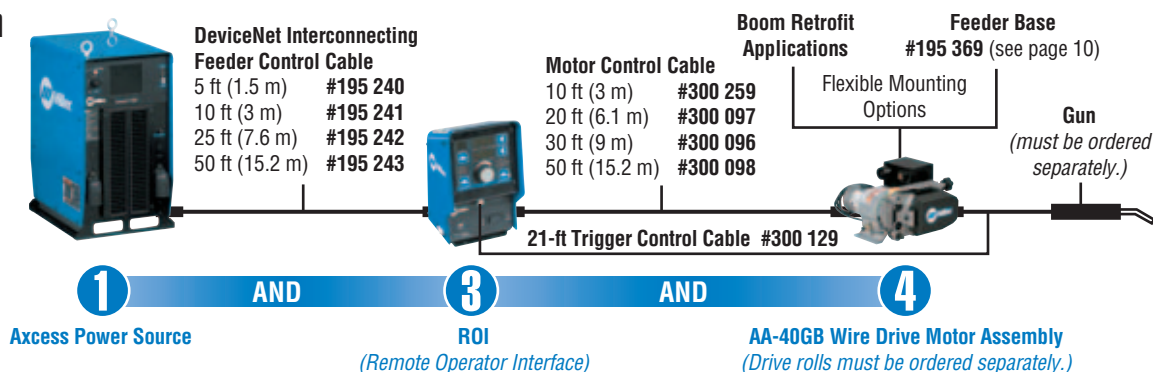 DeviceNet Interconnecting
Feeder Control Cable
5 ft (1.5 m) #195 240
10 ft (3 m) #195 241
25 ft (7.6 m) #195 242
50 ft (15.2 m) #195 243
Motor Control Cable
10 ft (3 m) #300 259
20 ft (6.1 m) #300 097
30 ft (9 m) #300 096
50 ft (15.2 m) #300 098
Boom Retrofit
Applications
Feeder Base
#195 369 (see page 10)
Flexible Mounting
Options
Gun
(must be ordered
separately.)
Miller
21-ft Trigger Control Cable #300 129
1
AND
3
AND
4
Axcess Power Source
ROI
(Remote Operator Interface)
AA-40GB Wire Drive Motor Assembly
(Drive rolls must be ordered separately.)